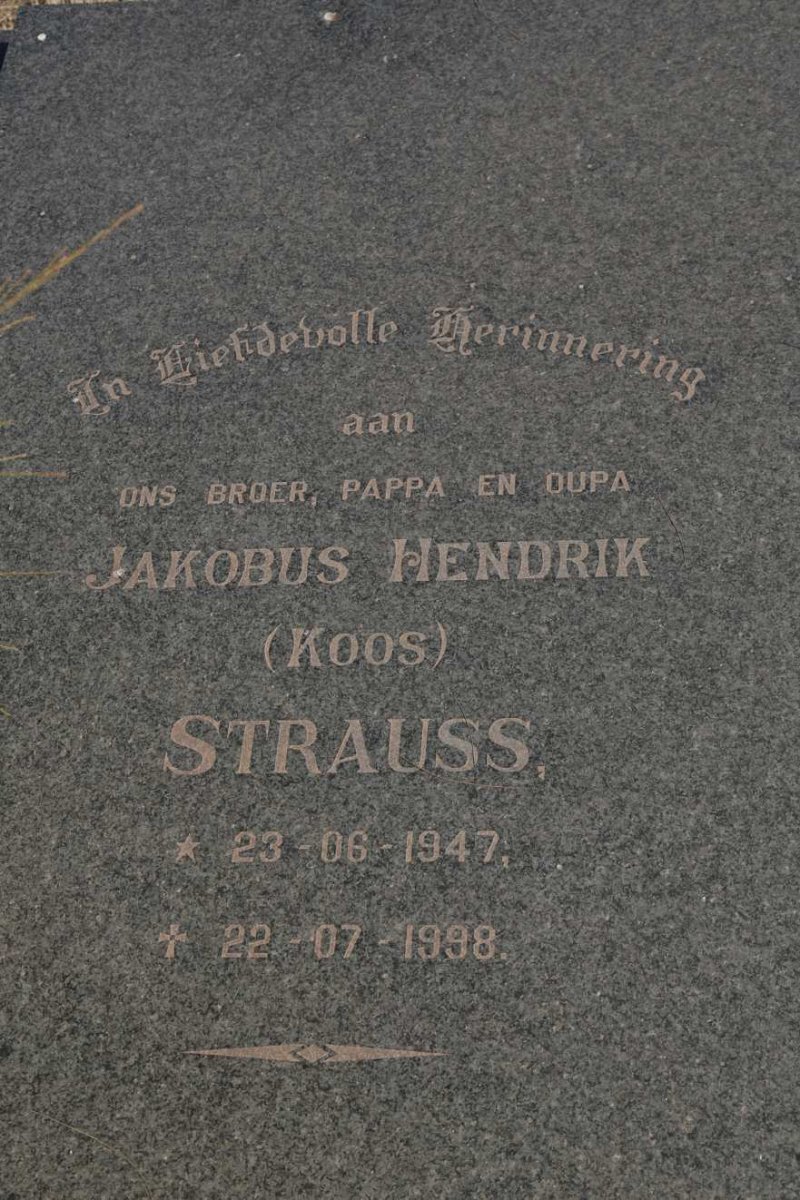 In Liefdevolle Herinnering
aan
ONS BROER, PAPPA EN OUPA
JAKOBUS HENDRIK
(KOOS)
STRAUSS,
★ 23-06-1947,
✝ 22-07-1998.